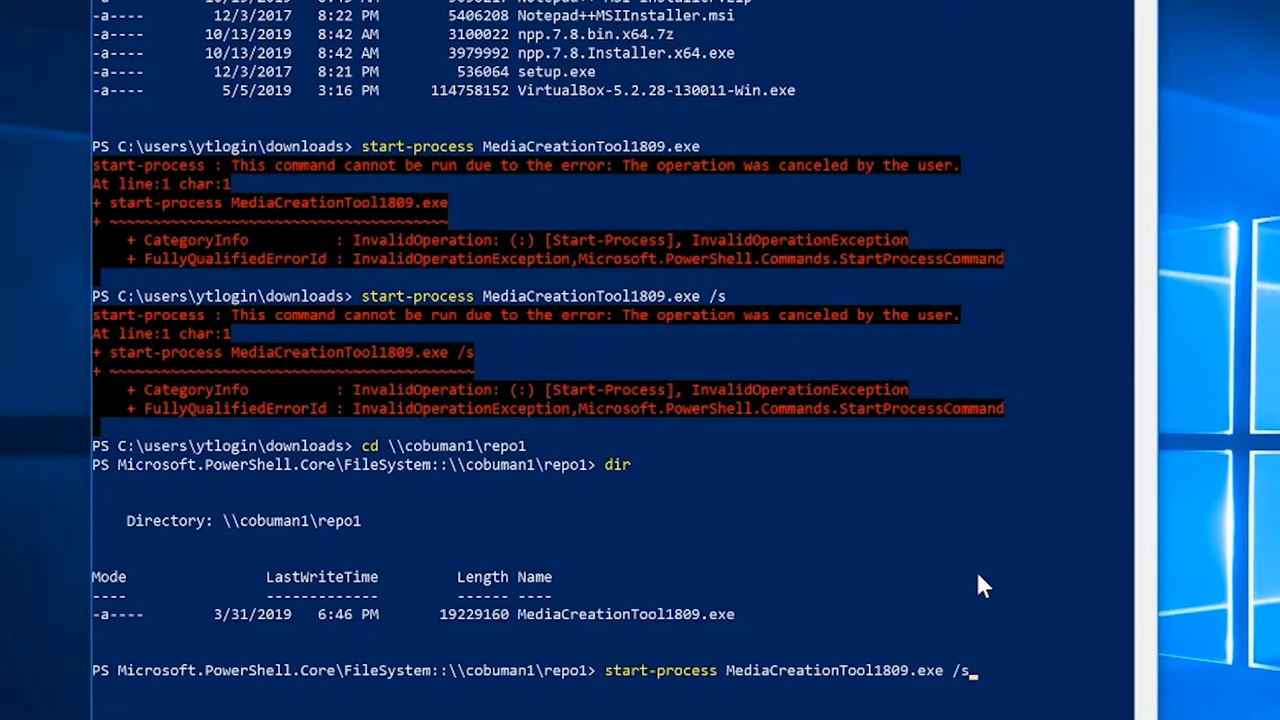 -a---- 12/3/2017 8:22 PM 5406208 Notepad++MSIInstaller.msi
-a---- 10/13/2019 8:42 AM 3100022 npp.7.8.bin.x64.7z
-a---- 10/13/2019 8:42 AM 3979992 npp.7.8.Installer.x64.exe
-a---- 12/3/2017 8:21 PM 536064 setup.exe
-a---- 5/5/2019 3:16 PM 114758152 VirtualBox-5.2.28-130011-Win.exe
PS C:\users\ytlogin\downloads> start-process MediaCreationTool1809.exe
start-process : This command cannot be run due to the error: The operation was canceled by the user.
At line:1 char:1
+ start-process MediaCreationTool1809.exe
+ ~~~~~~~~~~~~~~~~~~~~~~~~~~~~~~~~~~~~~~~
+ CategoryInfo : InvalidOperation: (:) [Start-Process], InvalidOperationException
+ FullyQualifiedErrorId : InvalidOperationException,Microsoft.PowerShell.Commands.StartProcessCommand
PS C:\users\ytlogin\downloads> start-process MediaCreationTool1809.exe /s
start-process : This command cannot be run due to the error: The operation was canceled by the user.
At line:1 char:1
+ start-process MediaCreationTool1809.exe /s
+ ~~~~~~~~~~~~~~~~~~~~~~~~~~~~~~~~~~~~~~~~~~
+ CategoryInfo : InvalidOperation: (:) [Start-Process], InvalidOperationException
+ FullyQualifiedErrorId : InvalidOperationException,Microsoft.PowerShell.Commands.StartProcessCommand
PS C:\users\ytlogin\downloads> cd \\cobuman1\repo1
PS Microsoft.PowerShell.Core\FileSystem::\\cobuman1\repo1> dir
Directory: \\cobuman1\repo1
Mode LastWriteTime Length Name
---- ------------- ------ ----
-a---- 3/31/2019 6:46 PM 19229160 MediaCreationTool1809.exe
PS Microsoft.PowerShell.Core\FileSystem::\\cobuman1\repo1> start-process MediaCreationTool1809.exe /s